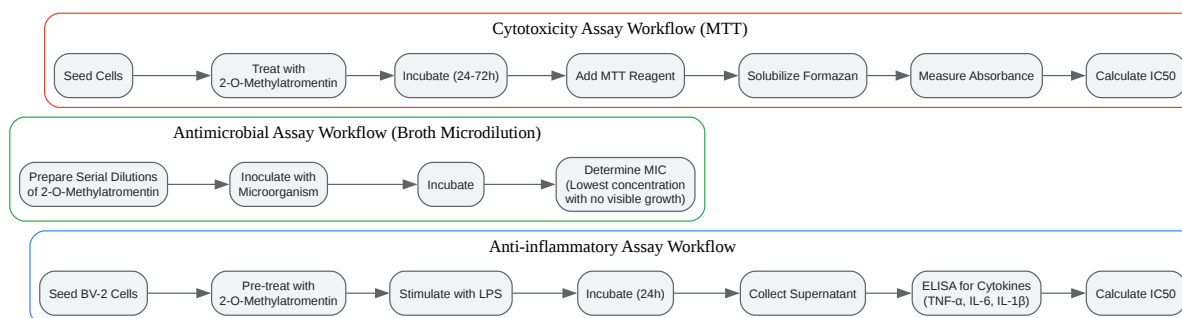 Cytotoxicity Assay Workflow (MTT)
Seed Cells
Treat with
2-O-Methylatromentin
Incubate (24-72h)
Add MTT Reagent
Solubilize Formazan
Measure Absorbance
Calculate IC50
Antimicrobial Assay Workflow (Broth Microdilution)
Prepare Serial Dilutions
of 2-O-Methylatromentin
Inoculate with
Microorganism
Incubate
Determine MIC
(Lowest concentration
with no visible growth)
Anti-inflammatory Assay Workflow
Seed BV-2 Cells
Pre-treat with
2-O-Methylatromentin
Stimulate with LPS
Incubate (24h)
Collect Supernatant
ELISA for Cytokines
(TNF-α, IL-6, IL-1β)
Calculate IC50